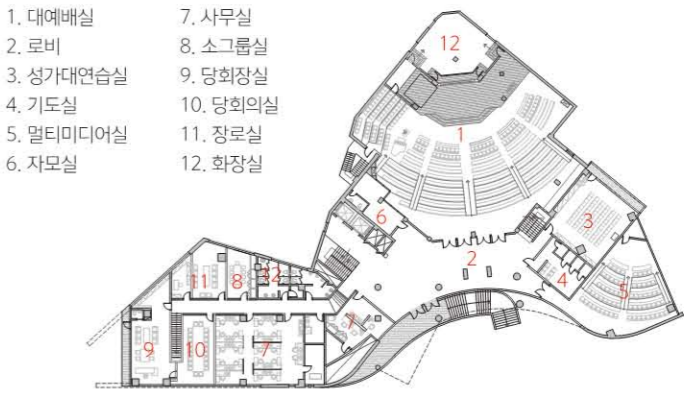 1. 대예배실
2. 로비
3. 성가대연습실
4. 기도실
5. 멀티미디어실
6. 자모실
7. 사무실
8. 소그룹실
9. 당회장실
10. 당회의실
11. 장로실
12. 화장실
12
1
6
3
2
4
5
11
8
12
7
9
10
7